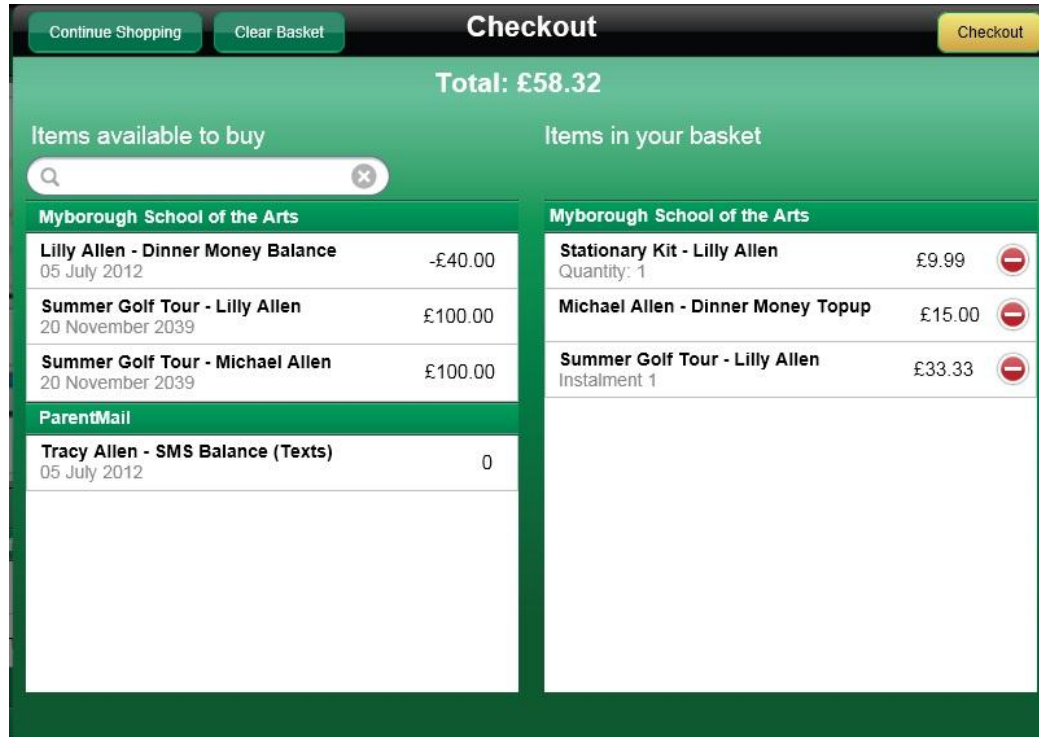 Continue Shopping
Clear Basket
Checkout
Checkout
Total: £58.32
Items available to buy
Myborough School of the Arts
Lilly Allen - Dinner Money Balance
05 July 2012
-£40.00
Summer Golf Tour - Lilly Allen
20 November 2039
£100.00
Summer Golf Tour - Michael Allen
20 November 2039
£100.00
ParentMail
Tracy Allen - SMS Balance (Texts)
05 July 2012
0
Items in your basket
Myborough School of the Arts
Stationary Kit - Lilly Allen
Quantity: 1
£9.99
Michael Allen - Dinner Money Topup
£15.00
Summer Golf Tour - Lilly Allen
Instalment 1
£33.33